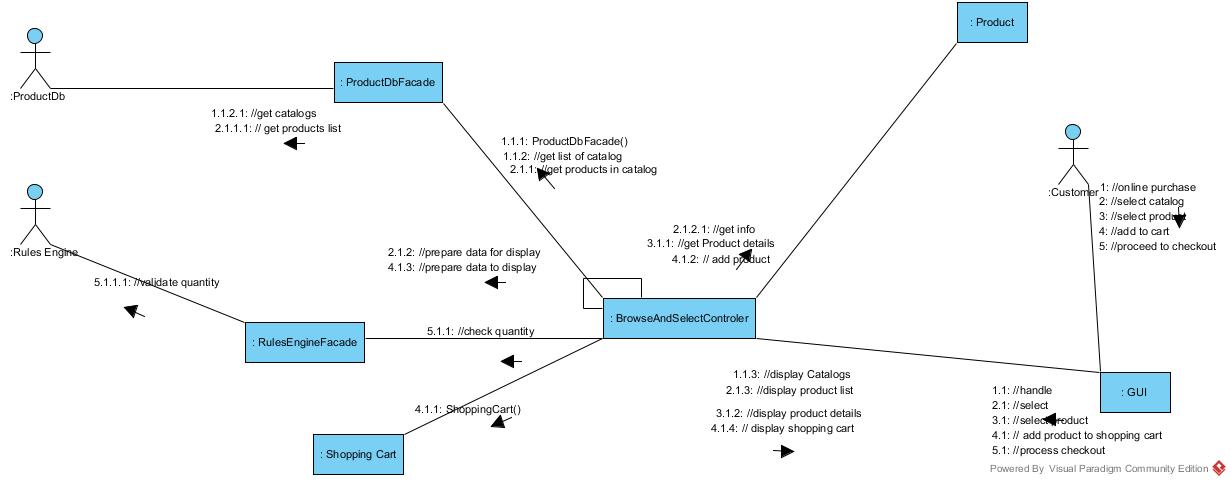 : Product
: ProductDbFacade
:ProductDb
1.1.2.1: //get catalogs
2.1.1.1: // get products list
1.1.1: ProductDbFacade()
1.1.2: //get list of catalog
2.1.1: //get products in catalog
:Customer
1: //online purchase
2: //select catalog
3: //select product
4: //add to cart
5: //proceed to checkout
:Rules Engine
2.1.2: //prepare data for display
4.1.3: //prepare data to display
2.1.2.1: //get info
3.1.1: //get Product details
4.1.2: // add product
5.1.1.1: //validate quantity
: BrowseAndSelectControler
: RulesEngineFacade
5.1.1: //check quantity
1.1.3: //display Catalogs
2.1.3: //display product list
3.1.2: //display product details
4.1.4: // display shopping cart
: GUI
1.1: //handle
2.1: //select
3.1: //select product
4.1: // add product to shopping cart
5.1: //process checkout
4.1.1: ShoppingCart()
: Shopping Cart
Powered By Visual Paradigm Community Edition